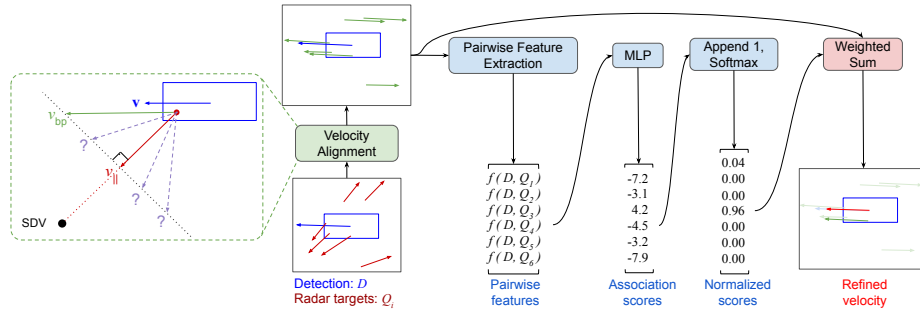 Pairwise Feature
Extraction
MLP
Append 1,
Softmax
Weighted
Sum
v
v_bp
?
?
v_||
?
?
SDV
Velocity
Alignment
Detection: D
Radar targets: Q_i
f(D, Q_1)
f(D, Q_2)
f(D, Q_3)
f(D, Q_4)
f(D, Q_5)
f(D, Q_6)
Pairwise
features
-7.2
-3.1
4.2
-4.5
-3.2
-7.9
Association
scores
0.04
0.00
0.00
0.96
0.00
0.00
0.00
Normalized
scores
Refined
velocity